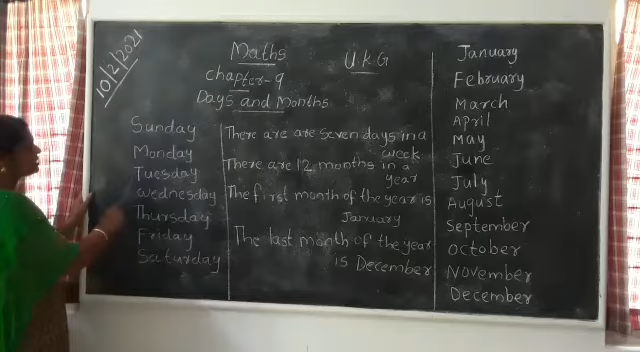 10/2/2021
Maths
U.K.G
Chapter-9
Days and Months
Sunday
Monday
Tuesday
Wednesday
Thursday
Friday
Saturday
There are are seven days in a
week
There are 12 months in a
year
The first month of the year is
January
The last month of the year
is December
January
February
March
April
May
June
July
August
September
October
November
December